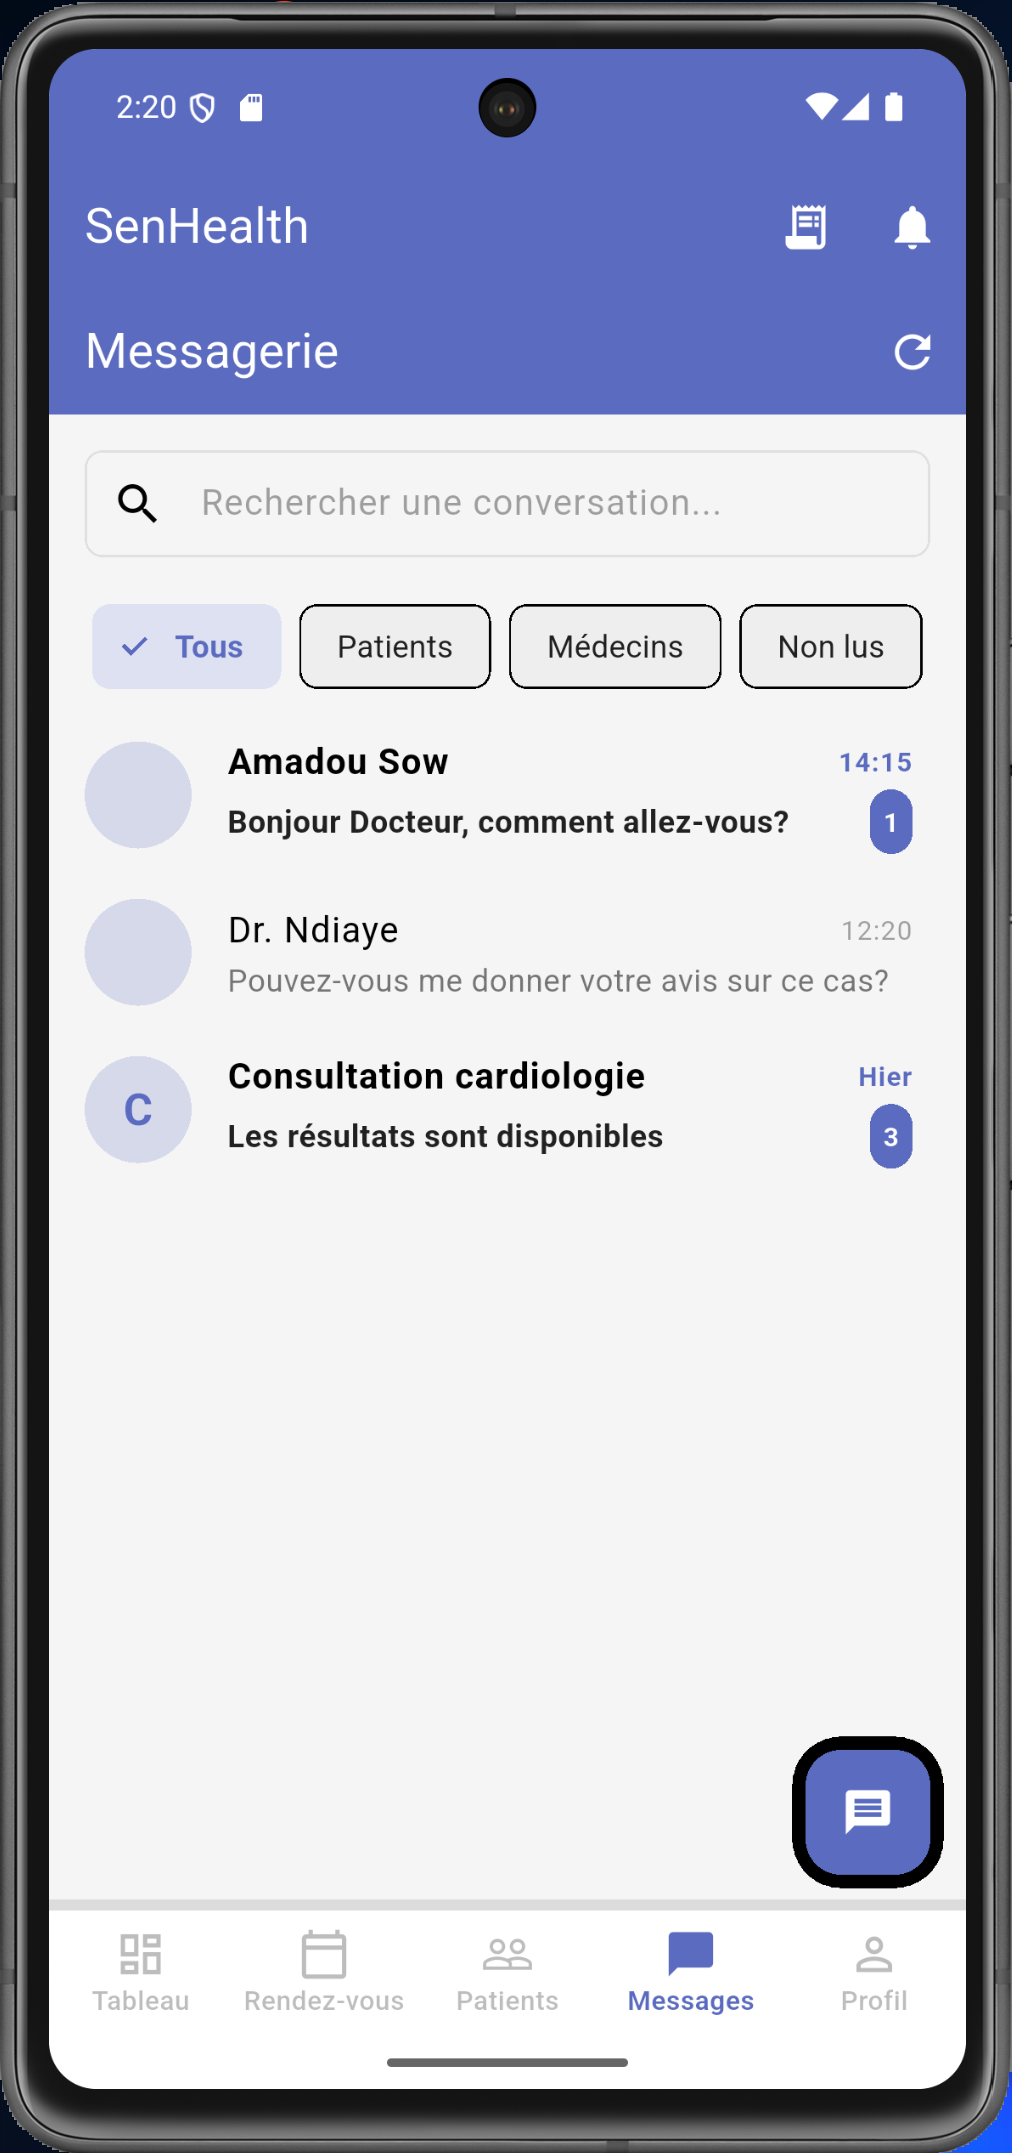 2:20
SenHealth
Messagerie
Rechercher une conversation...
Tous Patients Médecins Non lus
Amadou Sow 14:15
Bonjour Docteur, comment allez-vous? 1
Dr. Ndiaye 12:20
Pouvez-vous me donner votre avis sur ce cas?
C Consultation cardiologie Hier
Les résultats sont disponibles 3
Tableau Rendez-vous Patients Messages Profil